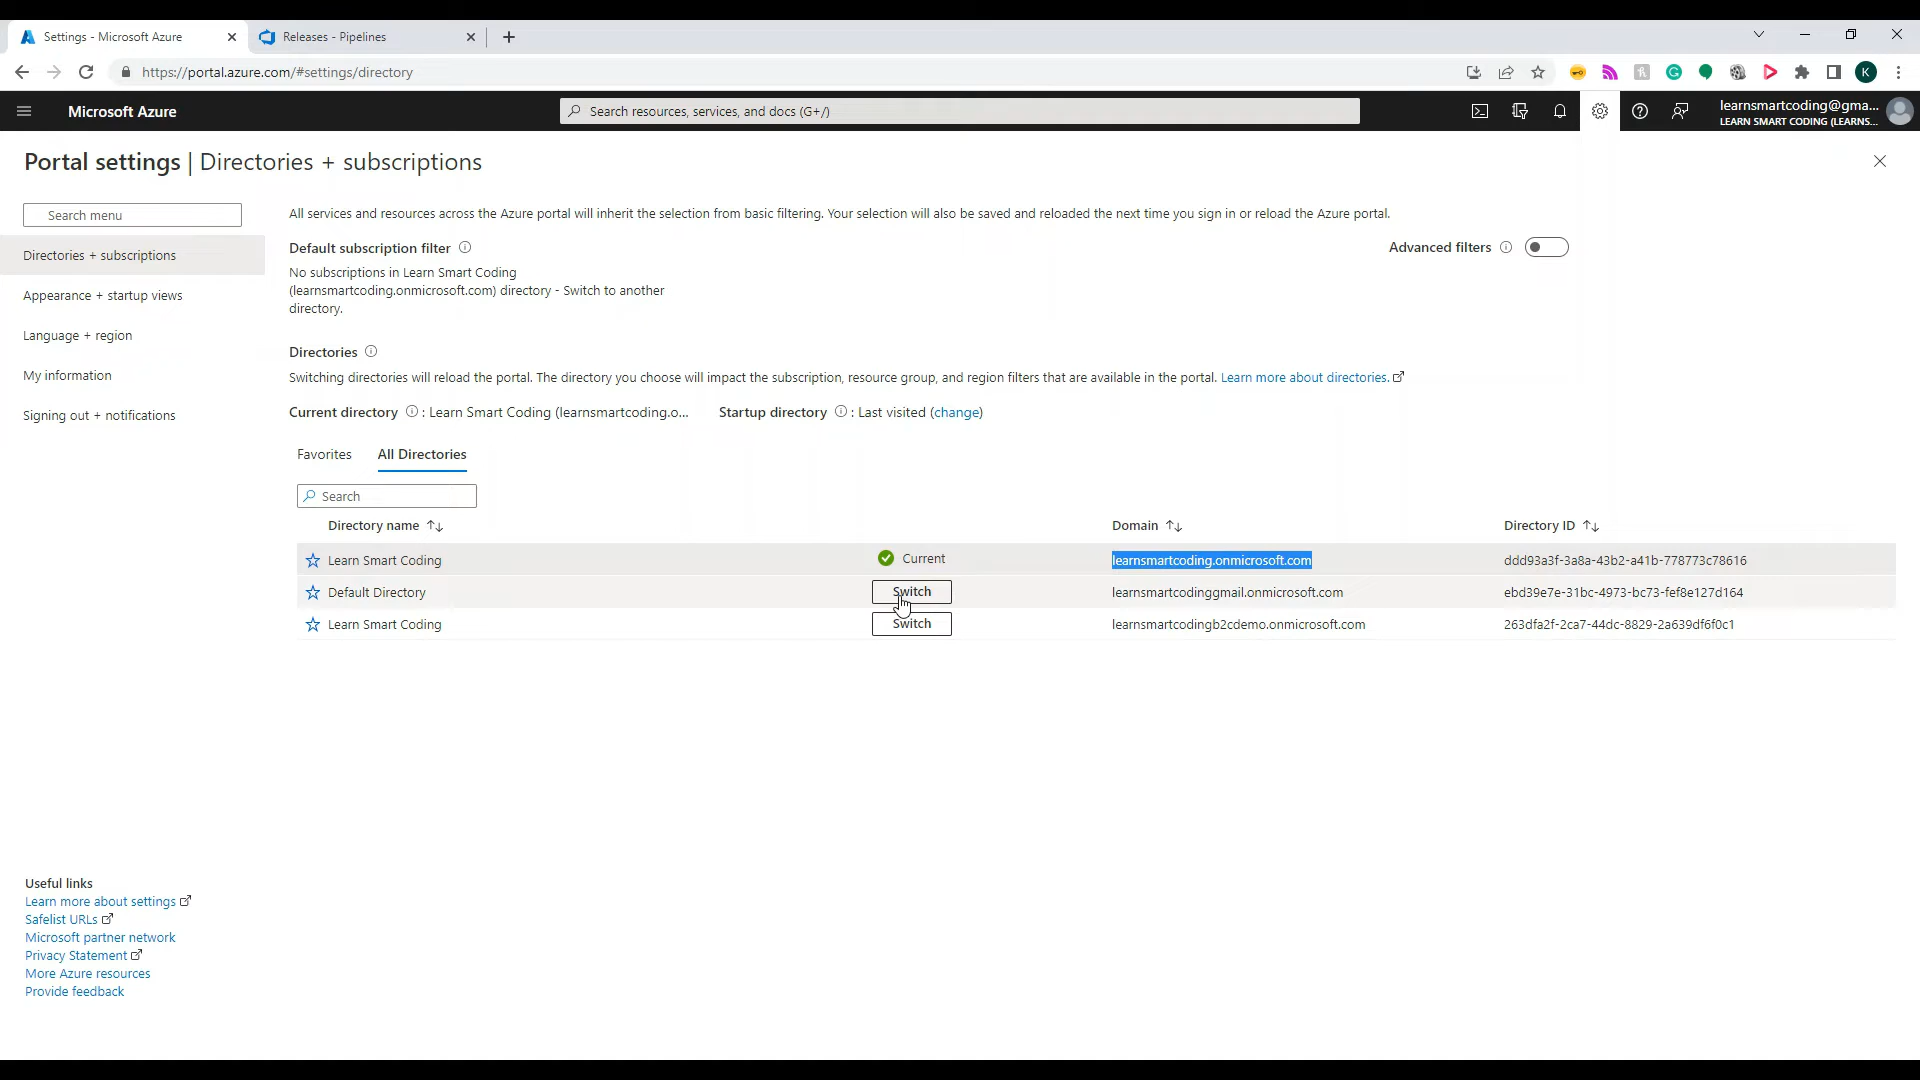 Settings - Microsoft Azure
Releases - Pipelines
https://portal.azure.com/#settings/directory
K
Microsoft Azure
Search resources, services, and docs (G+/)
learnsmartcoding@gma...
LEARN SMART CODING (LEARNS...
Portal settings | Directories + subscriptions
Search menu
Directories + subscriptions
Appearance + startup views
Language + region
My information
Signing out + notifications
All services and resources across the Azure portal will inherit the selection from basic filtering. Your selection will also be saved and reloaded the next time you sign in or reload the Azure portal.
Default subscription filter
Advanced filters
No subscriptions in Learn Smart Coding
(learnsmartcoding.onmicrosoft.com) directory - Switch to another
directory.
Directories
Switching directories will reload the portal. The directory you choose will impact the subscription, resource group, and region filters that are available in the portal. Learn more about directories.
Current directory : Learn Smart Coding (learnsmartcoding.o...
Startup directory : Last visited (change)
Favorites
All Directories
Search
Directory name
Domain
Directory ID
Learn Smart Coding
Current
learnsmartcoding.onmicrosoft.com
ddd93a3f-3a8a-43b2-a41b-778773c78616
Default Directory
Switch
learnsmartcodinggmail.onmicrosoft.com
ebd39e7e-31bc-4973-bc73-fef8e127d164
Learn Smart Coding
Switch
learnsmartcodingb2cdemo.onmicrosoft.com
263dfa2f-2ca7-44dc-8829-2a639df6f0c1
Useful links
Learn more about settings
Safelist URLs
Microsoft partner network
Privacy Statement
More Azure resources
Provide feedback